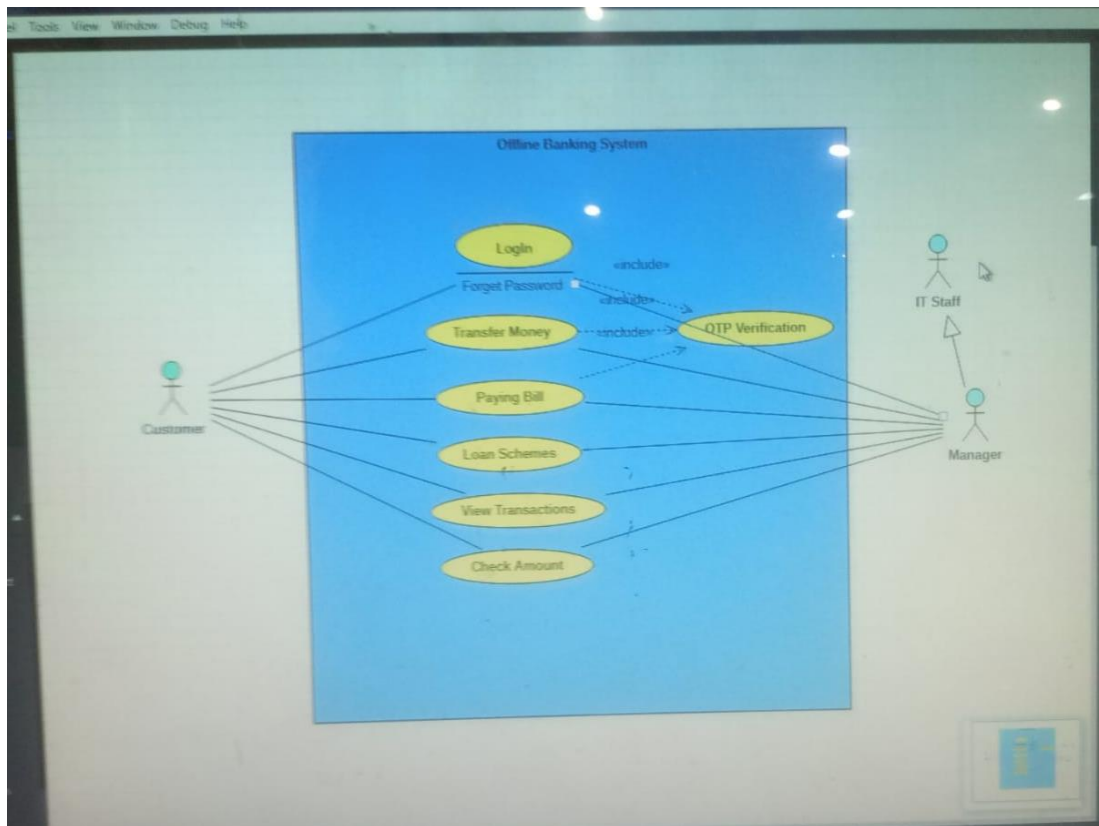 Tools View Window Debug Help
Offline Banking System
LogIn
Forget Password
«include»
«include»
«include»
Transfer Money
OTP Verification
Paying Bill
Loan Schemes
View Transactions
Check Amount
Customer
IT Staff
Manager